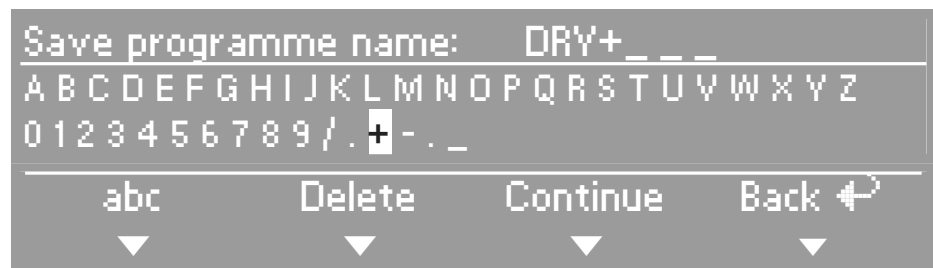 Save programme name: DRY+_ _ _
A B C D E F G H I J K L M N O P Q R S T U V W X Y Z
0 1 2 3 4 5 6 7 8 9 / . + - . _
abc Delete Continue Back